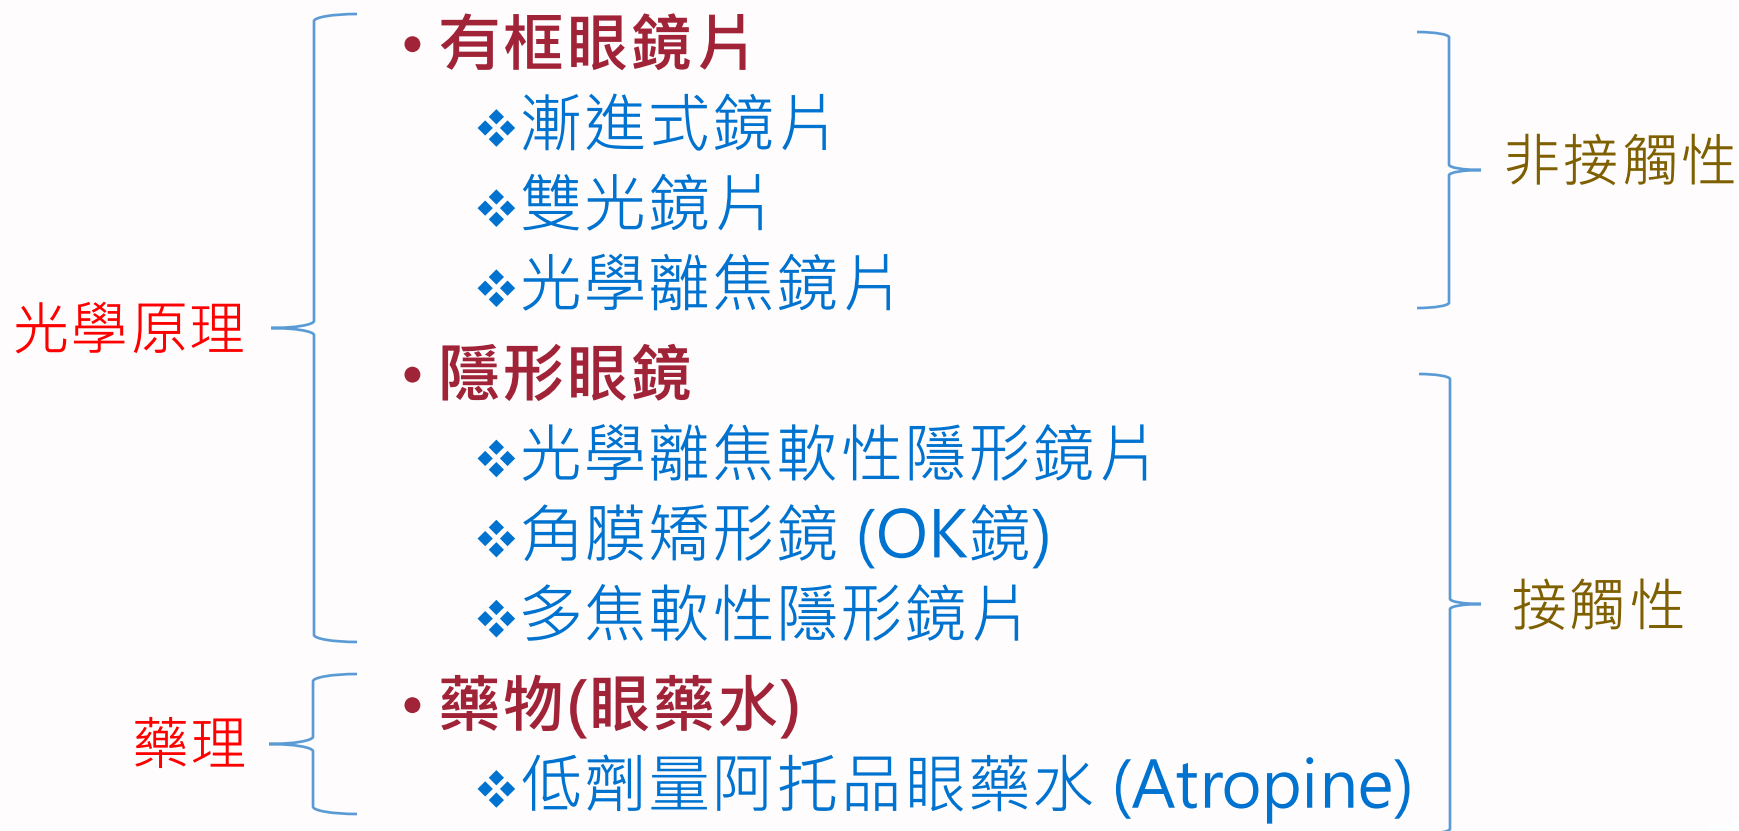 • 有框眼鏡片
❖漸進式鏡片
❖雙光鏡片
❖光學離焦鏡片
非接觸性
光學原理
• 隱形眼鏡
❖光學離焦軟性隱形鏡片
❖角膜矯形鏡 (OK鏡)
❖多焦軟性隱形鏡片
接觸性
藥理
• 藥物(眼藥水)
❖低劑量阿托品眼藥水 (Atropine)